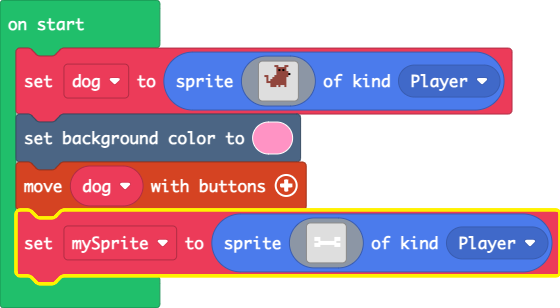 on start
set dog to sprite of kind Player
set background color to
move dog with buttons
set mySprite to sprite of kind Player